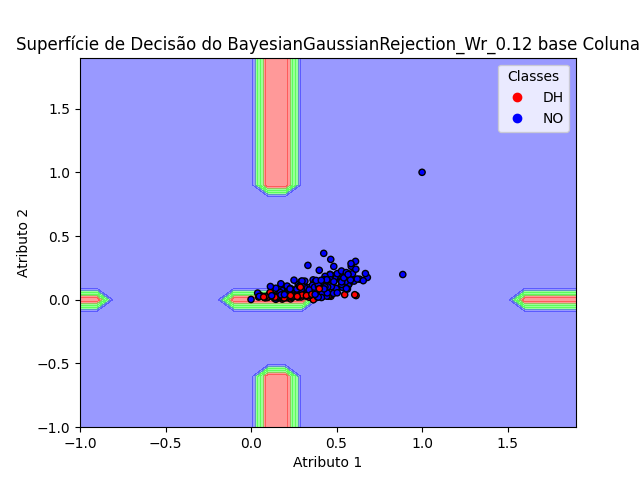 Superfície de Decisão do BayesianGaussianRejection_Wr_0.12 base Coluna
Classes
DH
NO
Atributo 2
1.5
1.0
0.5
0.0
−0.5
−1.0
−1.0
−0.5
0.0
0.5
1.0
1.5
Atributo 1